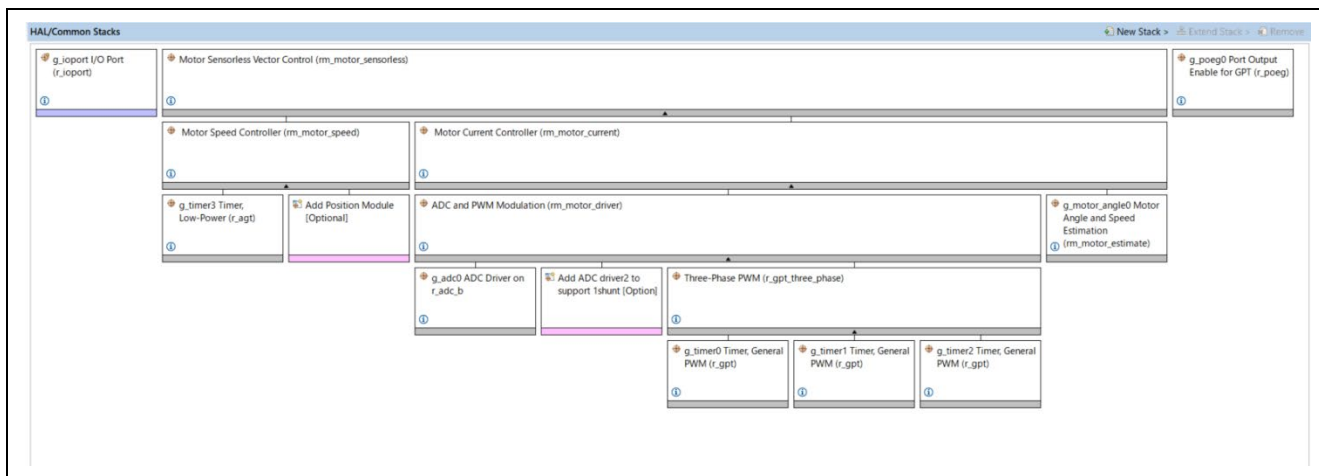 HAL/Common Stacks
New Stack > Extend Stack > Remove
g_ioport I/O Port
(r_ioport)
Motor Sensorless Vector Control (rm_motor_sensorless)
g_poeg0 Port Output
Enable for GPT (r_poeg)
Motor Speed Controller (rm_motor_speed)
Motor Current Controller (rm_motor_current)
g_timer3 Timer,
Low-Power (r_agt)
Add Position Module
[Optional]
ADC and PWM Modulation (rm_motor_driver)
g_motor_angle0 Motor
Angle and Speed
Estimation
(rm_motor_estimate)
g_adc0 ADC Driver on
r_adc_b
Add ADC driver2 to
support 1shunt [Option]
Three-Phase PWM (r_gpt_three_phase)
g_timer0 Timer, General
PWM (r_gpt)
g_timer1 Timer, General
PWM (r_gpt)
g_timer2 Timer, General
PWM (r_gpt)